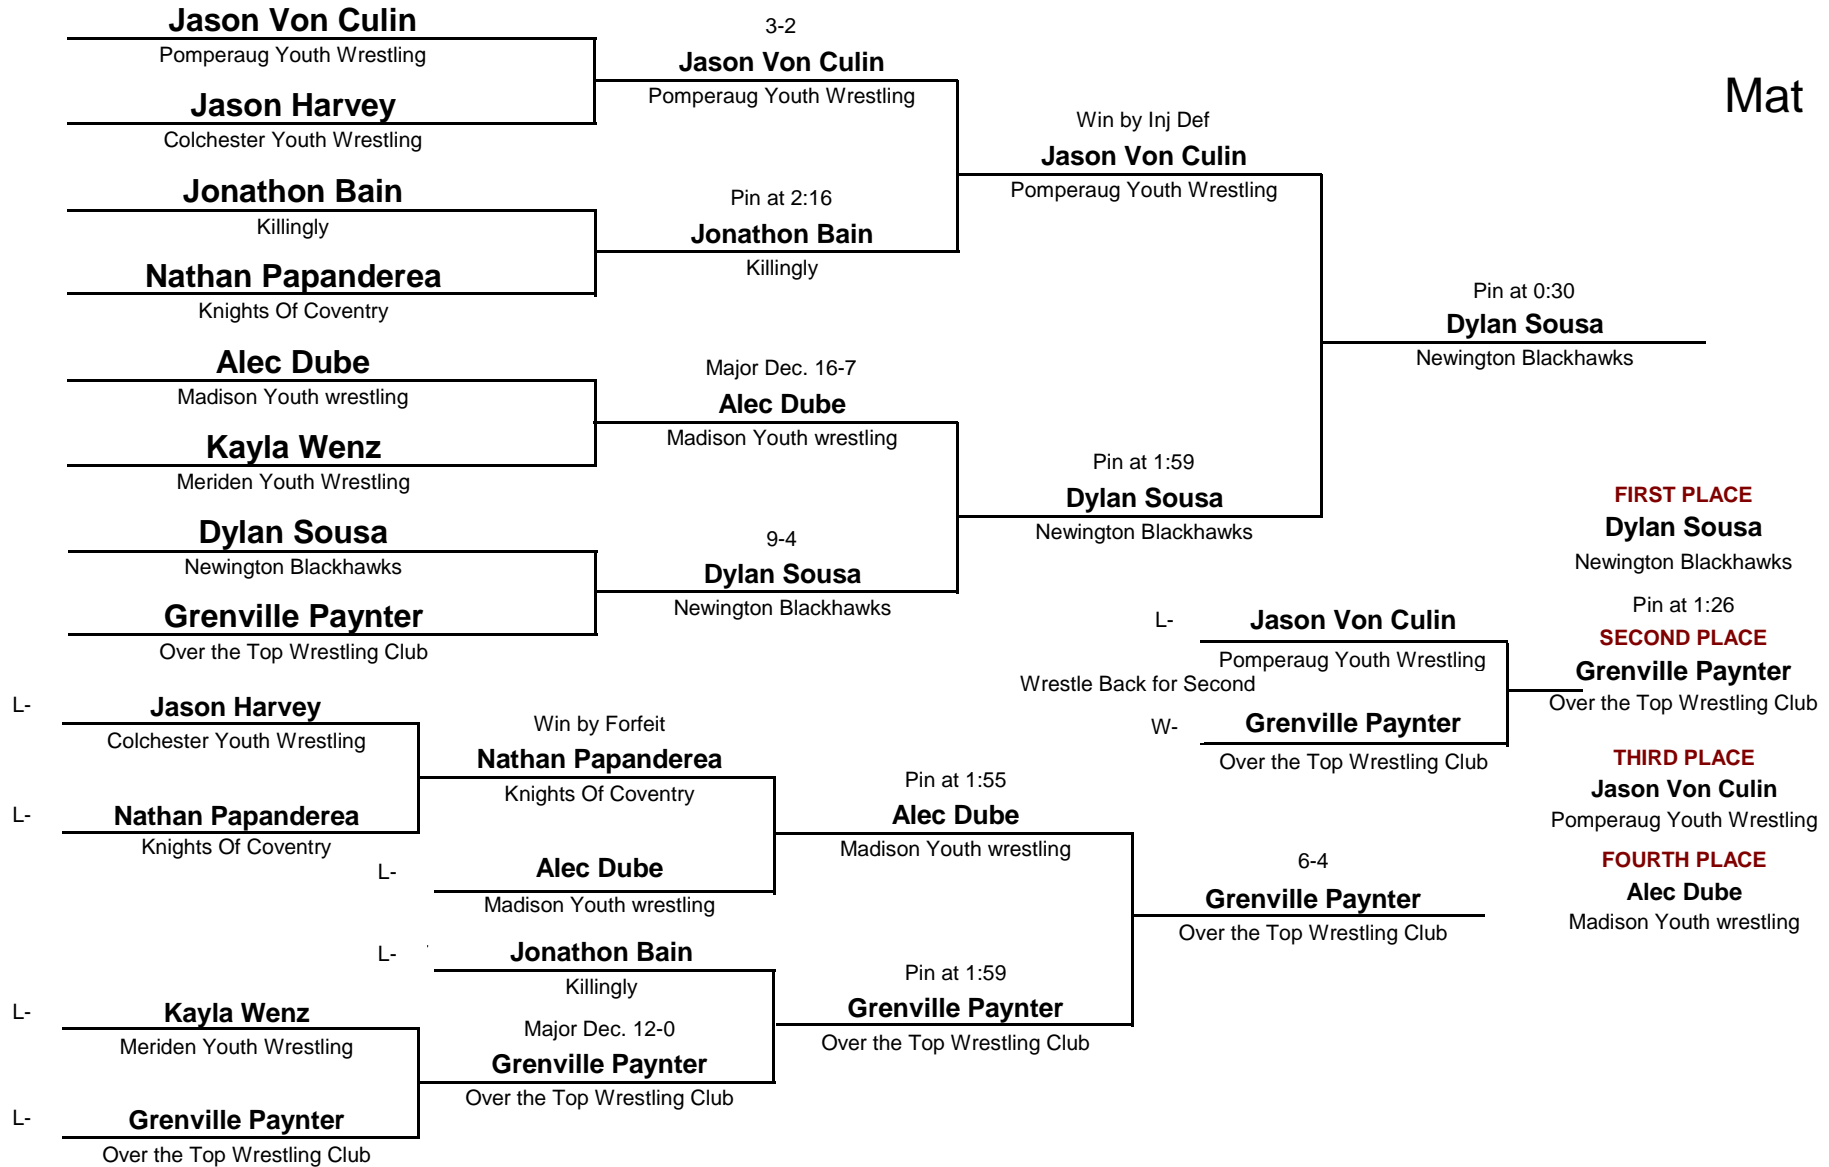 Jason Von Culin
Pomperaug Youth Wrestling
Jason Harvey
Colchester Youth Wrestling
Jonathon Bain
Killingly
Nathan Papanderea
Knights Of Coventry
Alec Dube
Madison Youth wrestling
Kayla Wenz
Meriden Youth Wrestling
Dylan Sousa
Newington Blackhawks
Grenville Paynter
Over the Top Wrestling Club
3-2
Jason Von Culin
Pomperaug Youth Wrestling
Pin at 2:16
Jonathon Bain
Killingly
Major Dec. 16-7
Alec Dube
Madison Youth wrestling
9-4
Dylan Sousa
Newington Blackhawks
Win by Inj Def
Jason Von Culin
Pomperaug Youth Wrestling
Pin at 1:59
Dylan Sousa
Newington Blackhawks
Mat
Pin at 0:30
Dylan Sousa
Newington Blackhawks
L-
Jason Harvey
Colchester Youth Wrestling
L-
Nathan Papanderea
Knights Of Coventry
L-
Kayla Wenz
Meriden Youth Wrestling
L-
Grenville Paynter
Over the Top Wrestling Club
Win by Forfeit
Nathan Papanderea
Knights Of Coventry
L-
Alec Dube
Madison Youth wrestling
L-
Jonathon Bain
Killingly
Major Dec. 12-0
Grenville Paynter
Over the Top Wrestling Club
Pin at 1:55
Alec Dube
Madison Youth wrestling
Pin at 1:59
Grenville Paynter
Over the Top Wrestling Club
6-4
Grenville Paynter
Over the Top Wrestling Club
L-
Jason Von Culin
Pomperaug Youth Wrestling
Wrestle Back for Second
W-
Grenville Paynter
Over the Top Wrestling Club
FIRST PLACE
Dylan Sousa
Newington Blackhawks
Pin at 1:26
SECOND PLACE
Grenville Paynter
Over the Top Wrestling Club
THIRD PLACE
Jason Von Culin
Pomperaug Youth Wrestling
FOURTH PLACE
Alec Dube
Madison Youth wrestling